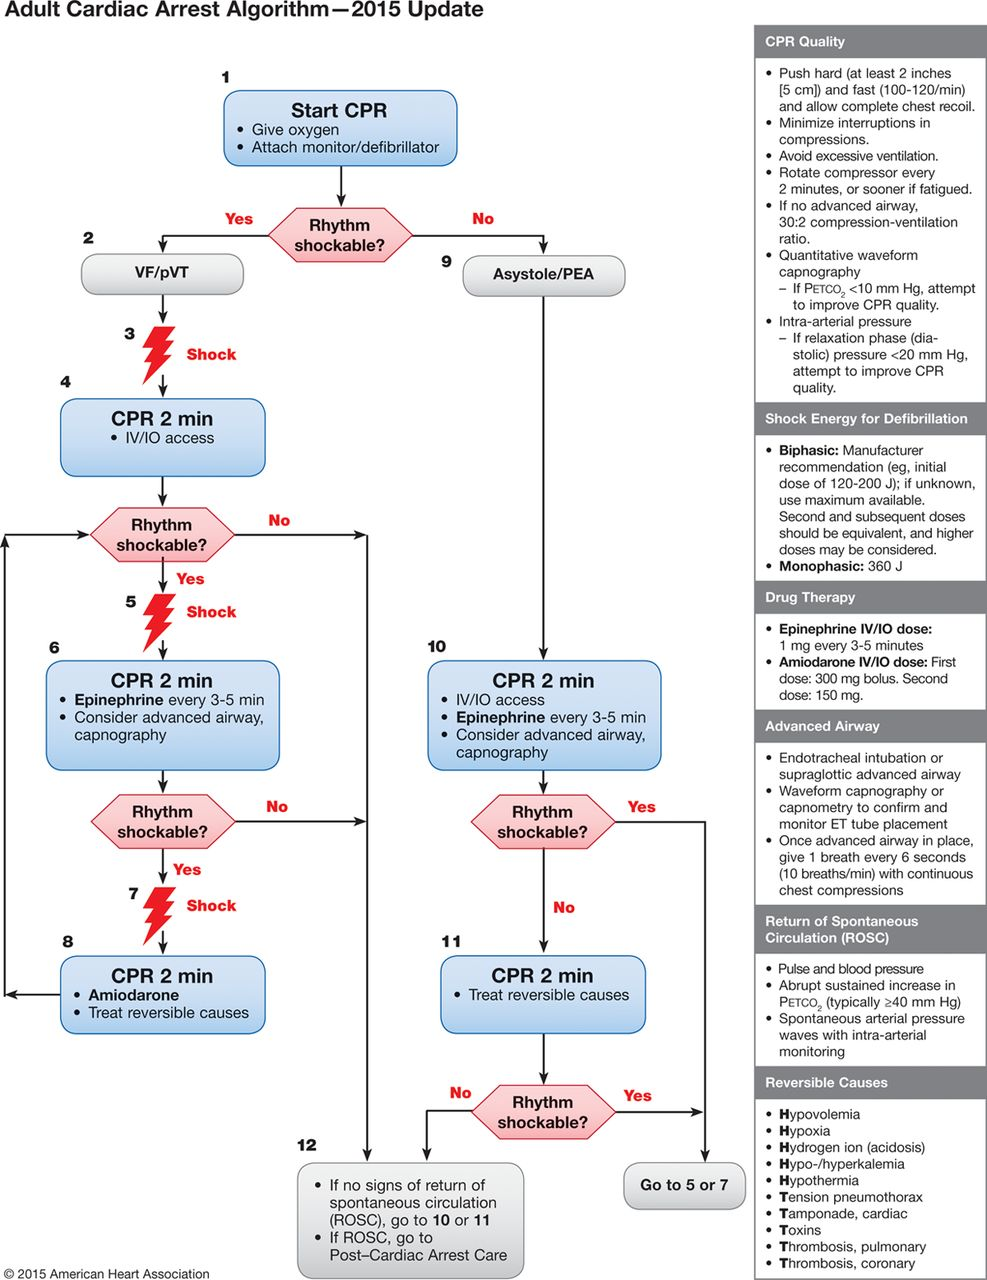 Adult Cardiac Arrest Algorithm—2015 Update
1
Start CPR
• Give oxygen
• Attach monitor/defibrillator
Rhythm
shockable?
Yes
No
2
VF/pVT
9
Asystole/PEA
3
Shock
4
CPR 2 min
• IV/IO access
Rhythm
shockable?
No
Yes
5
Shock
6
CPR 2 min
• Epinephrine every 3-5 min
• Consider advanced airway,
capnography
Rhythm
shockable?
No
Yes
7
Shock
8
CPR 2 min
• Amiodarone
• Treat reversible causes
10
CPR 2 min
• IV/IO access
• Epinephrine every 3-5 min
• Consider advanced airway,
capnography
Rhythm
shockable?
Yes
No
11
CPR 2 min
• Treat reversible causes
Rhythm
shockable?
No
Yes
12
• If no signs of return of
spontaneous circulation
(ROSC), go to 10 or 11
• If ROSC, go to
Post–Cardiac Arrest Care
Go to 5 or 7
CPR Quality
• Push hard (at least 2 inches
[5 cm]) and fast (100-120/min)
and allow complete chest recoil.
• Minimize interruptions in
compressions.
• Avoid excessive ventilation.
• Rotate compressor every
2 minutes, or sooner if fatigued.
• If no advanced airway,
30:2 compression-ventilation
ratio.
• Quantitative waveform
capnography
– If PETCO2 <10 mm Hg, attempt
to improve CPR quality.
• Intra-arterial pressure
– If relaxation phase (dia-
stolic) pressure <20 mm Hg,
attempt to improve CPR
quality.
Shock Energy for Defibrillation
• Biphasic: Manufacturer
recommendation (eg, initial
dose of 120-200 J); if unknown,
use maximum available.
Second and subsequent doses
should be equivalent, and higher
doses may be considered.
• Monophasic: 360 J
Drug Therapy
• Epinephrine IV/IO dose:
1 mg every 3-5 minutes
• Amiodarone IV/IO dose: First
dose: 300 mg bolus. Second
dose: 150 mg.
Advanced Airway
• Endotracheal intubation or
supraglottic advanced airway
• Waveform capnography or
capnometry to confirm and
monitor ET tube placement
• Once advanced airway in place,
give 1 breath every 6 seconds
(10 breaths/min) with continuous
chest compressions
Return of Spontaneous
Circulation (ROSC)
• Pulse and blood pressure
• Abrupt sustained increase in
PETCO2 (typically ≥40 mm Hg)
• Spontaneous arterial pressure
waves with intra-arterial
monitoring
Reversible Causes
• Hypovolemia
• Hypoxia
• Hydrogen ion (acidosis)
• Hypo-/hyperkalemia
• Hypothermia
• Tension pneumothorax
• Tamponade, cardiac
• Toxins
• Thrombosis, pulmonary
• Thrombosis, coronary
© 2015 American Heart Association